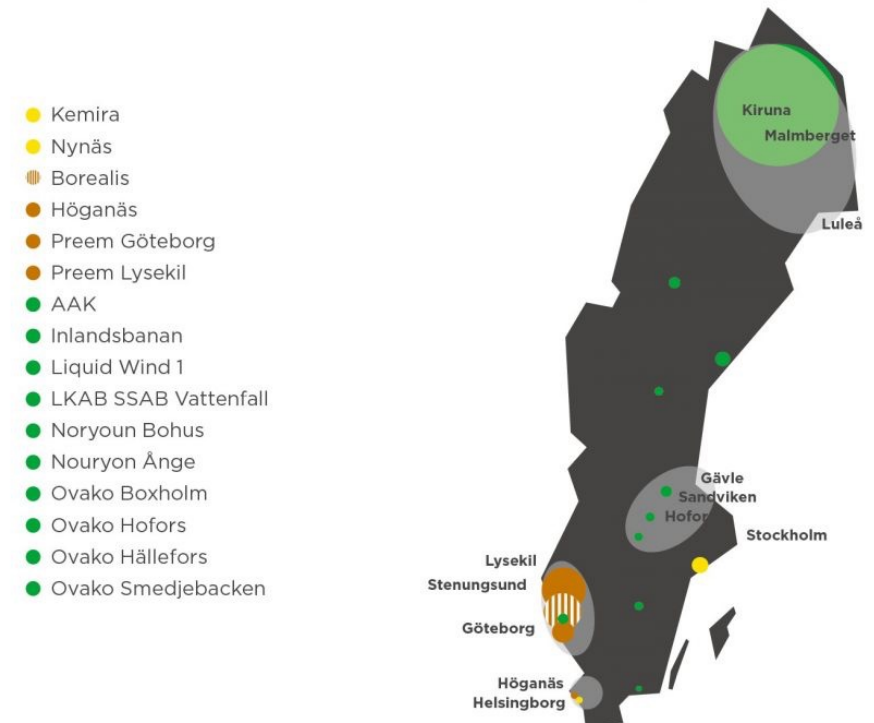 Kemira
Nynäs
Borealis
Höganäs
Preem Göteborg
Preem Lysekil
AAK
Inlandsbanan
Liquid Wind 1
LKAB SSAB Vattenfall
Noryoun Bohus
Nouryon Ånge
Ovako Boxholm
Ovako Hofors
Ovako Hällefors
Ovako Smedjebacken
Kiruna
Malmberget
Luleå
Gävle
Sandviken
Hofor
Stockholm
Lysekil
Stenungsund
Göteborg
Höganäs
Helsingborg